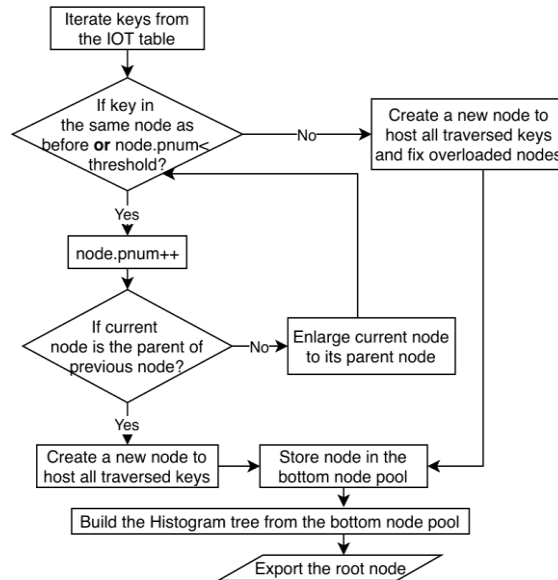 Iterate keys from
the IOT table
If key in
the same node as
before or node.pnum<
threshold?
No
Create a new node to
host all traversed keys
and fix overloaded nodes
Yes
node.pnum++
If current
node is the parent of
previous node?
No
Enlarge current node
to its parent node
Yes
Create a new node to
host all traversed keys
Store node in the
bottom node pool
Build the Histogram tree from the bottom node pool
Export the root node